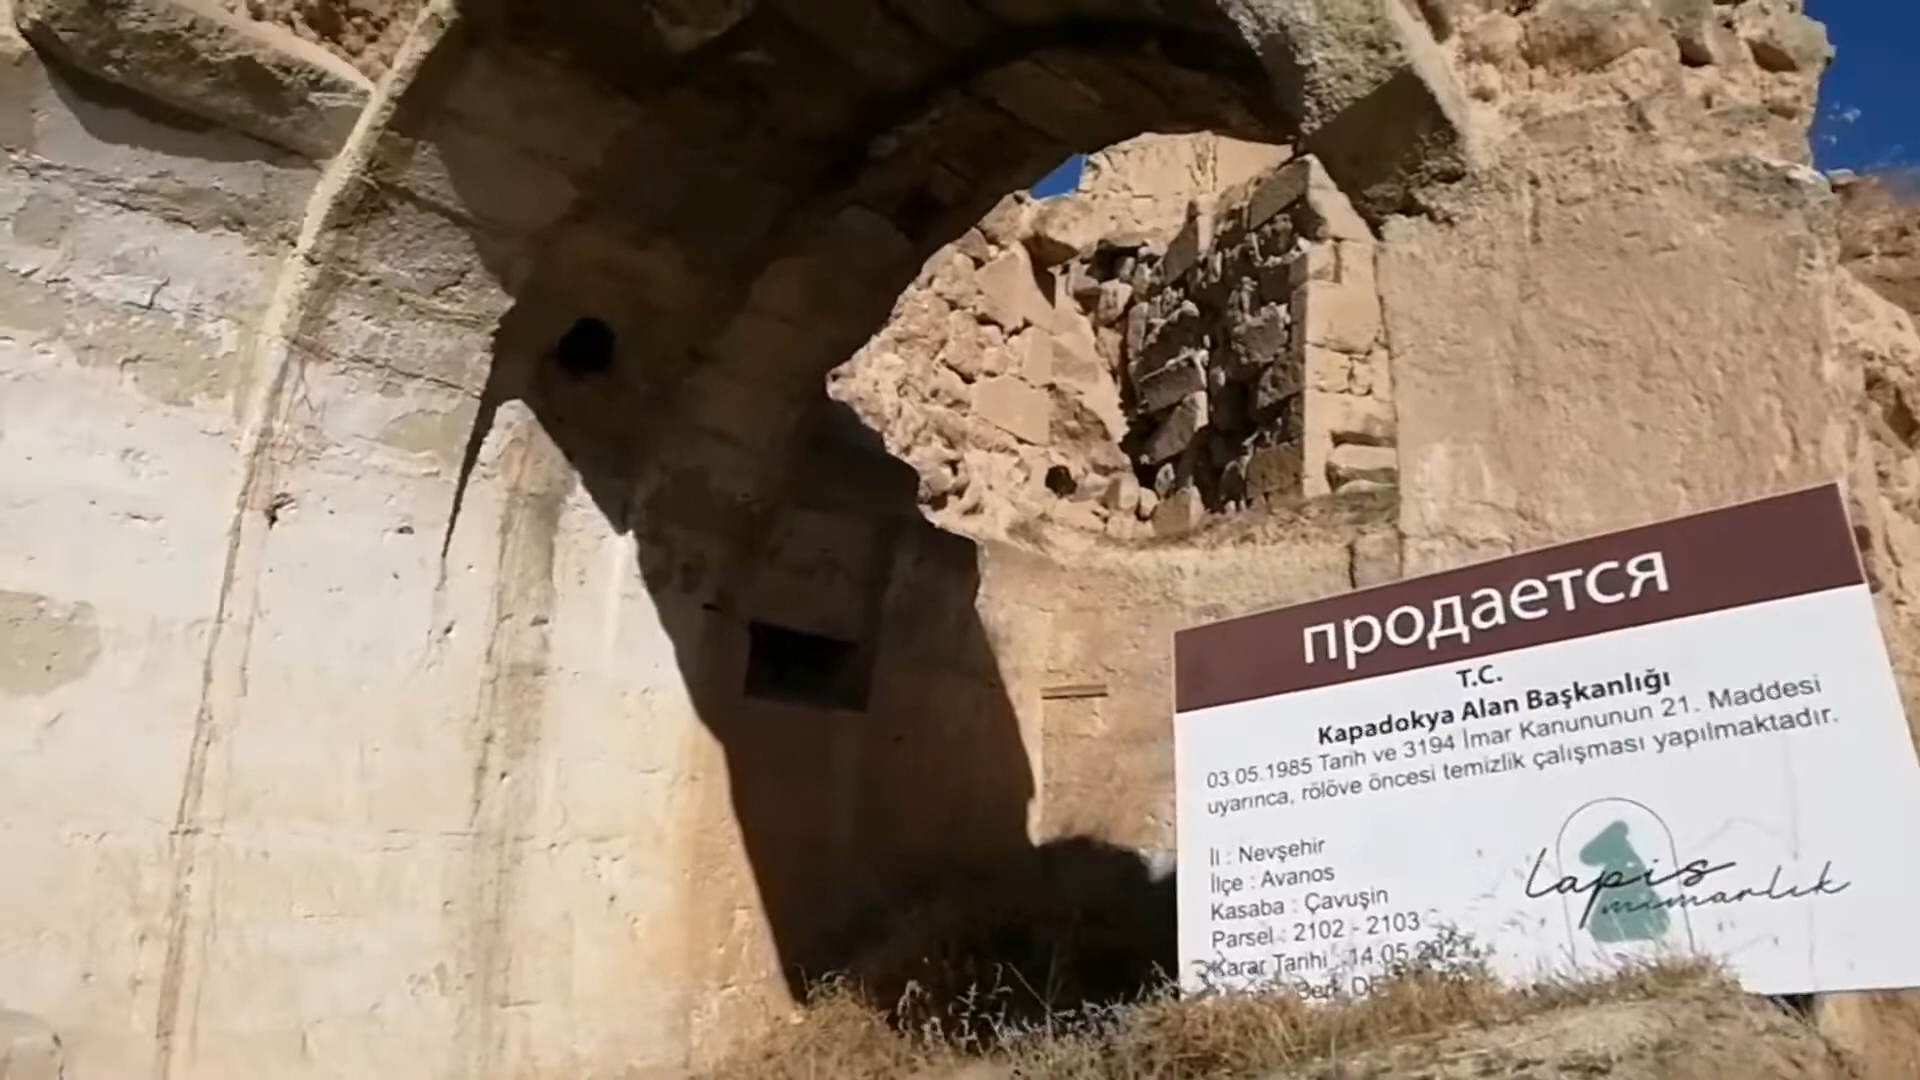 продается
T.C.
Kapadokya Alan Başkanlığı
03.05.1985 Tarih ve 3194 İmar Kanununun 21. Maddesi
uyarınca, rölöve öncesi temizlik çalışması yapılmaktadır.
İl : Nevşehir
İlçe : Avanos
Kasaba : Çavuşin
Parsel : 2102 - 2103
Karar Tarihi : 14.05.2021
Lapis
mimarlık